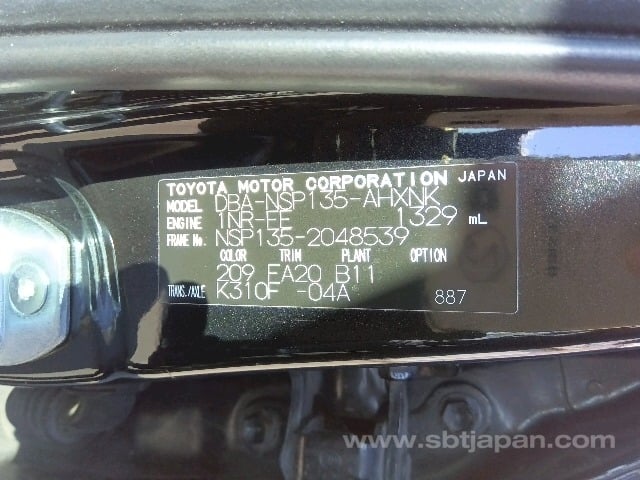 TOYOTA MOTOR CORPORATION JAPAN
MODEL DBA-NSP135-AHXNK
ENGINE 1NR-FE 1329 mL
FRAME No. NSP135-2048539
COLOR TRIM PLANT OPTION
209 EA20 B11
TRANS./AXLE K310F -04A 887
www.sbtjapan.com